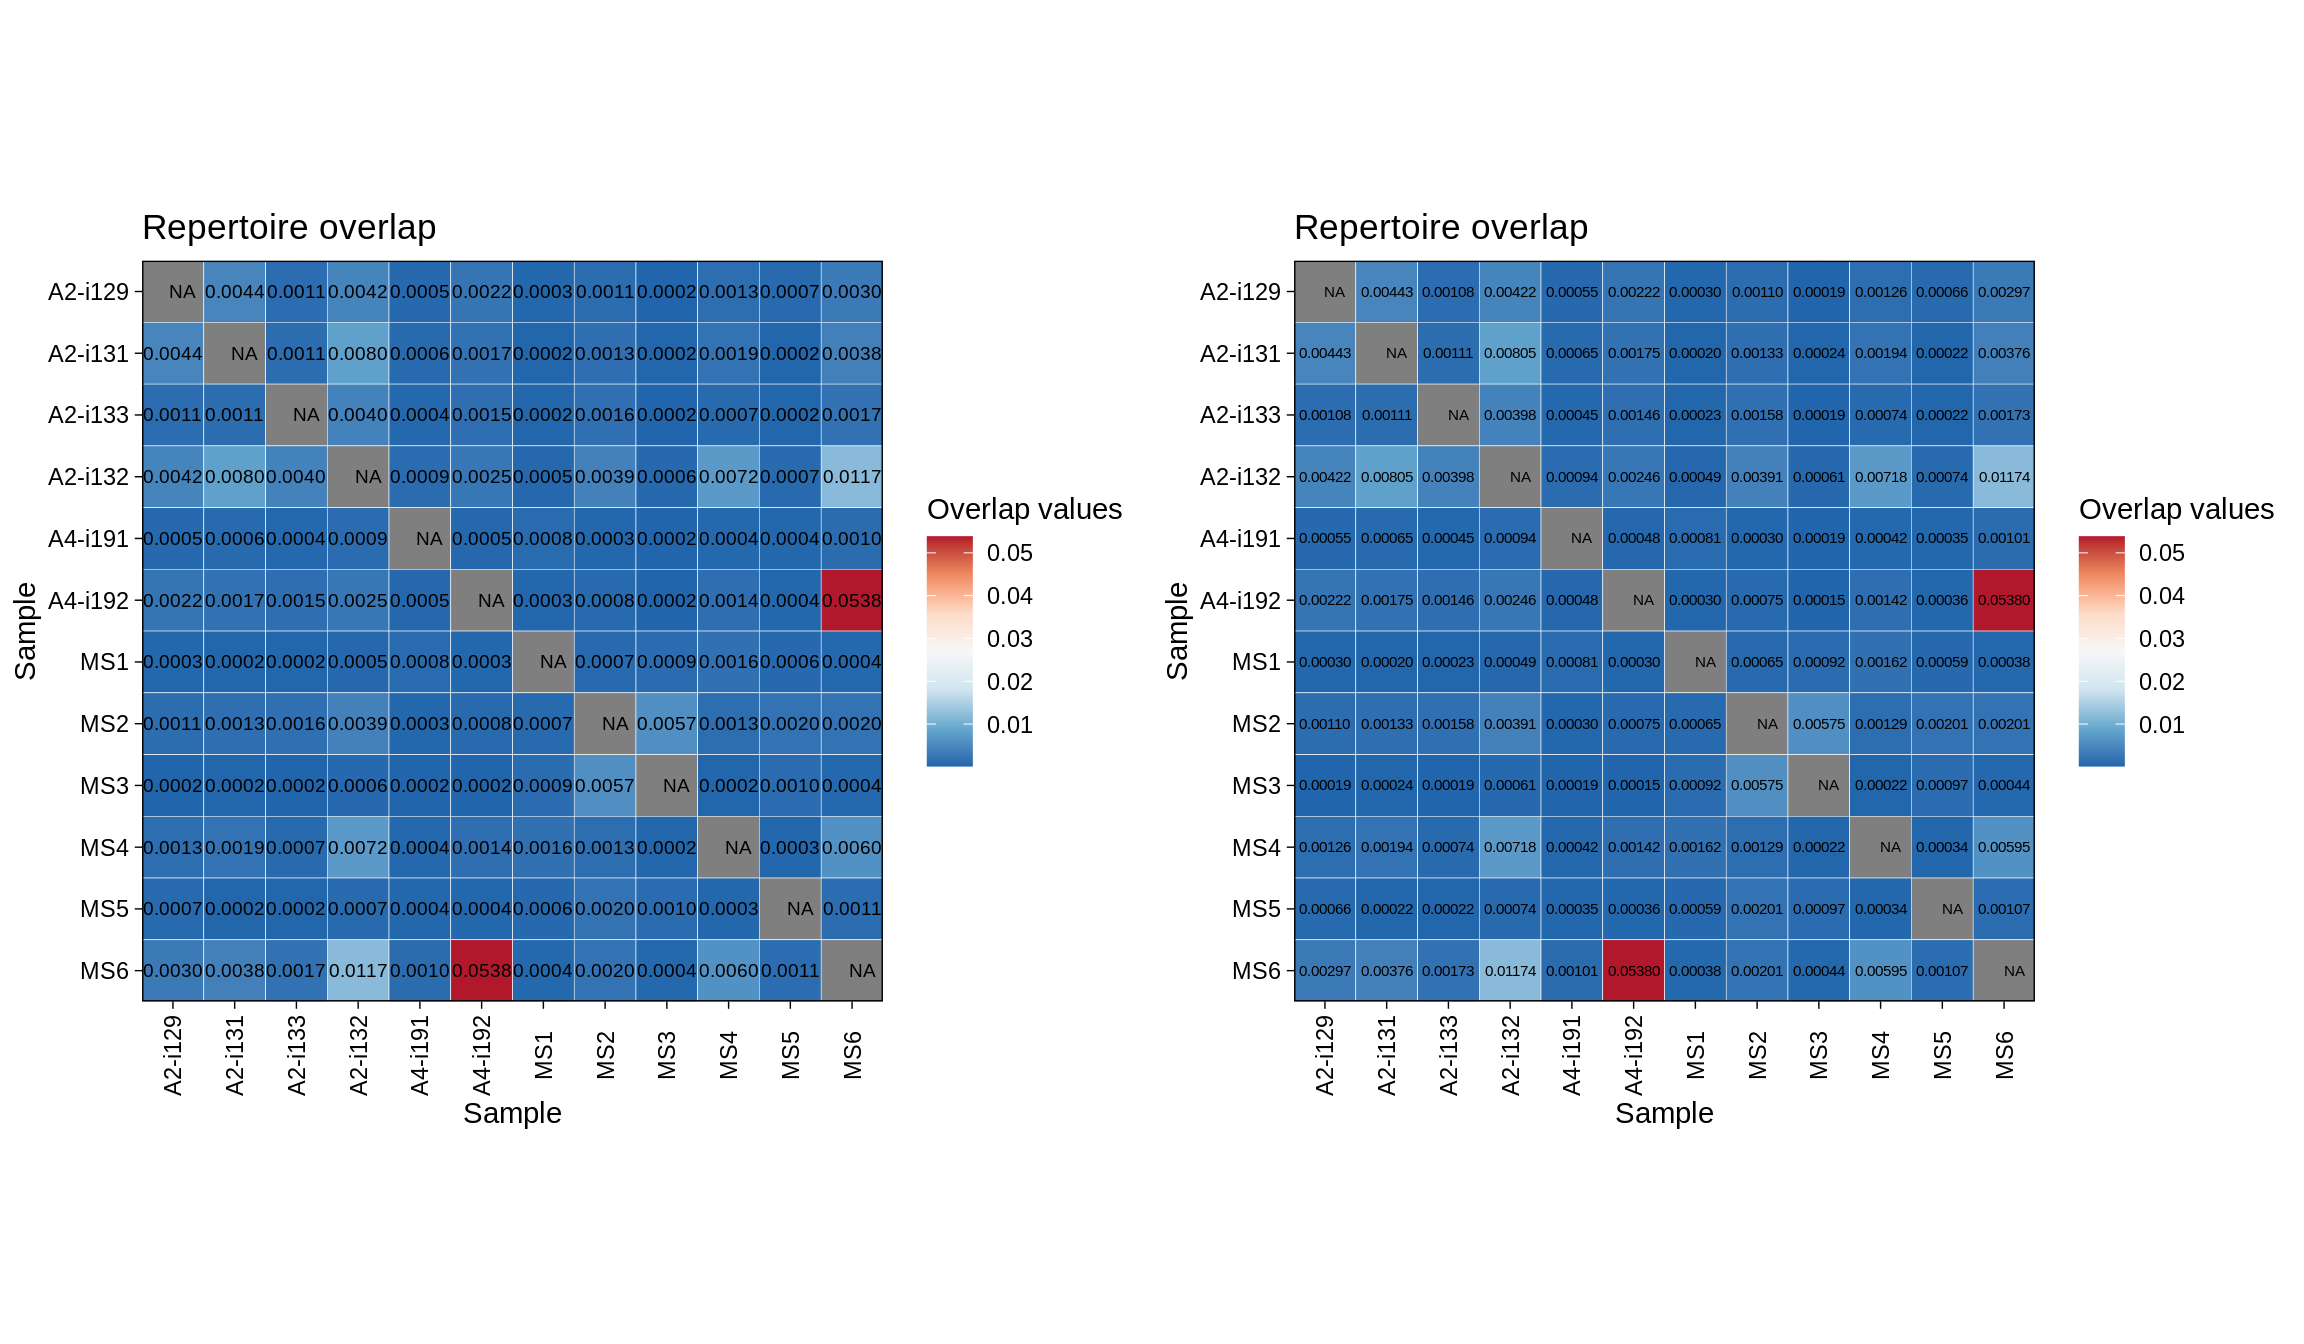 Repertoire overlap
A2-i129 NA 0.0044 0.0011 0.0042 0.0005 0.0022 0.0003 0.0011 0.0002 0.0013 0.0007 0.0030
A2-i131 0.0044 NA 0.0011 0.0080 0.0006 0.0017 0.0002 0.0013 0.0002 0.0019 0.0002 0.0038
A2-i133 0.0011 0.0011 NA 0.0040 0.0004 0.0015 0.0002 0.0016 0.0002 0.0007 0.0002 0.0017
A2-i132 0.0042 0.0080 0.0040 NA 0.0009 0.0025 0.0005 0.0039 0.0006 0.0072 0.0007 0.0117
A4-i191 0.0005 0.0006 0.0004 0.0009 NA 0.0005 0.0008 0.0003 0.0002 0.0004 0.0004 0.0010
A4-i192 0.0022 0.0017 0.0015 0.0025 0.0005 NA 0.0003 0.0008 0.0002 0.0014 0.0004 0.0538
MS1 0.0003 0.0002 0.0002 0.0005 0.0008 0.0003 NA 0.0007 0.0009 0.0016 0.0006 0.0004
MS2 0.0011 0.0013 0.0016 0.0039 0.0003 0.0008 0.0007 NA 0.0057 0.0013 0.0020 0.0020
MS3 0.0002 0.0002 0.0002 0.0006 0.0002 0.0002 0.0009 0.0057 NA 0.0002 0.0010 0.0004
MS4 0.0013 0.0019 0.0007 0.0072 0.0004 0.0014 0.0016 0.0013 0.0002 NA 0.0003 0.0060
MS5 0.0007 0.0002 0.0002 0.0007 0.0004 0.0004 0.0006 0.0020 0.0010 0.0003 NA 0.0011
MS6 0.0030 0.0038 0.0017 0.0117 0.0010 0.0538 0.0004 0.0020 0.0004 0.0060 0.0011 NA
A2-i129 A2-i131 A2-i133 A2-i132 A4-i191 A4-i192 MS1 MS2 MS3 MS4 MS5 MS6
Sample
Sample
Overlap values
0.05
0.04
0.03
0.02
0.01
Repertoire overlap
A2-i129 NA 0.00443 0.00108 0.00422 0.00055 0.00222 0.00030 0.00110 0.00019 0.00126 0.00066 0.00297
A2-i131 0.00443 NA 0.00111 0.00805 0.00065 0.00175 0.00020 0.00133 0.00024 0.00194 0.00022 0.00376
A2-i133 0.00108 0.00111 NA 0.00398 0.00045 0.00146 0.00023 0.00158 0.00019 0.00074 0.00022 0.00173
A2-i132 0.00422 0.00805 0.00398 NA 0.00094 0.00246 0.00049 0.00391 0.00061 0.00718 0.00074 0.01174
A4-i191 0.00055 0.00065 0.00045 0.00094 NA 0.00048 0.00081 0.00030 0.00019 0.00042 0.00035 0.00101
A4-i192 0.00222 0.00175 0.00146 0.00246 0.00048 NA 0.00030 0.00075 0.00015 0.00142 0.00036 0.05380
MS1 0.00030 0.00020 0.00023 0.00049 0.00081 0.00030 NA 0.00065 0.00092 0.00162 0.00059 0.00038
MS2 0.00110 0.00133 0.00158 0.00391 0.00030 0.00075 0.00065 NA 0.00575 0.00129 0.00201 0.00201
MS3 0.00019 0.00024 0.00019 0.00061 0.00019 0.00015 0.00092 0.00575 NA 0.00022 0.00097 0.00044
MS4 0.00126 0.00194 0.00074 0.00718 0.00042 0.00142 0.00162 0.00129 0.00022 NA 0.00034 0.00595
MS5 0.00066 0.00022 0.00022 0.00074 0.00035 0.00036 0.00059 0.00201 0.00097 0.00034 NA 0.00107
MS6 0.00297 0.00376 0.00173 0.01174 0.00101 0.05380 0.00038 0.00201 0.00044 0.00595 0.00107 NA
A2-i129 A2-i131 A2-i133 A2-i132 A4-i191 A4-i192 MS1 MS2 MS3 MS4 MS5 MS6
Sample
Sample
Overlap values
0.05
0.04
0.03
0.02
0.01